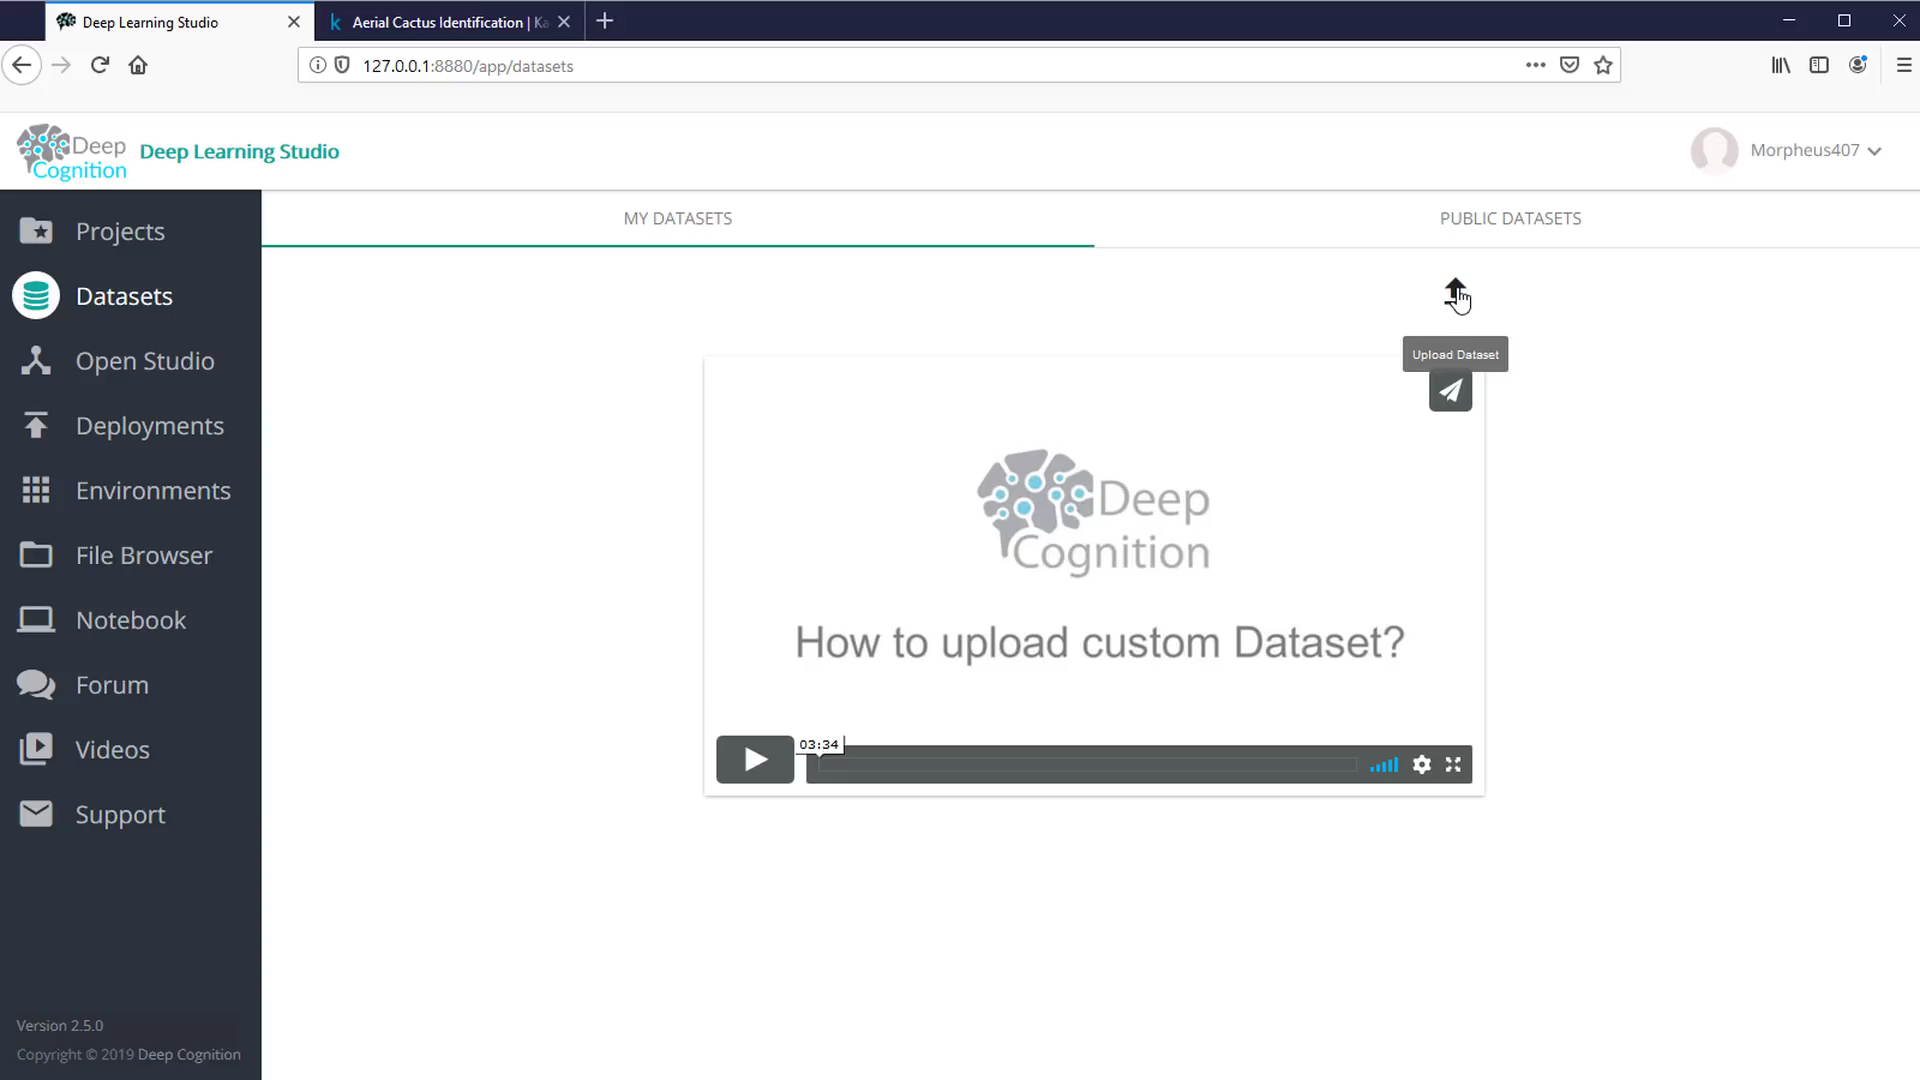 Deep Learning Studio
Aerial Cactus Identification | Ka
127.0.0.1:8880/app/datasets
Deep
Cognition
Deep Learning Studio
Morpheus407
Projects
Datasets
Open Studio
Deployments
Environments
File Browser
Notebook
Forum
Videos
Support
Version 2.5.0
Copyright © 2019 Deep Cognition
MY DATASETS
PUBLIC DATASETS
Upload Dataset
Deep
Cognition
How to upload custom Dataset?
03:34